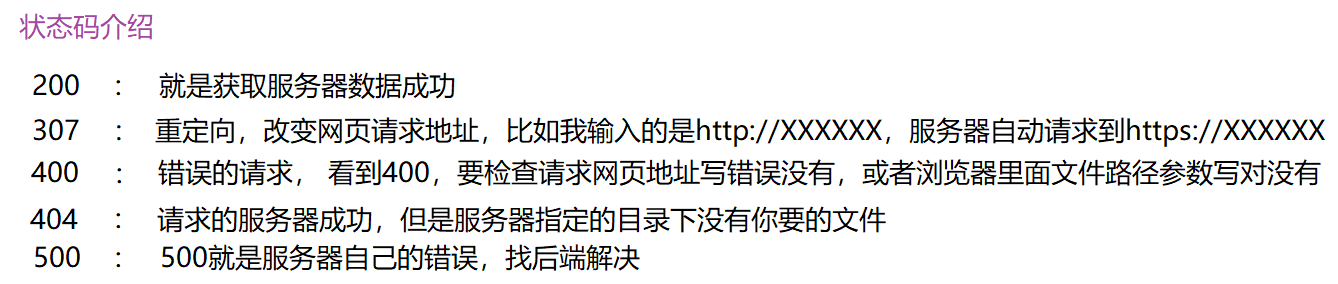 状态码介绍
200 : 就是获取服务器数据成功
307 : 重定向，改变网页请求地址，比如我输入的是http://XXXXXX，服务器自动请求到https://XXXXXX
400 : 错误的请求， 看到400，要检查请求网页地址写错误没有，或者浏览器里面文件路径参数写对没有
404 : 请求的服务器成功，但是服务器指定的目录下没有你要的文件
500 : 500就是服务器自己的错误，找后端解决